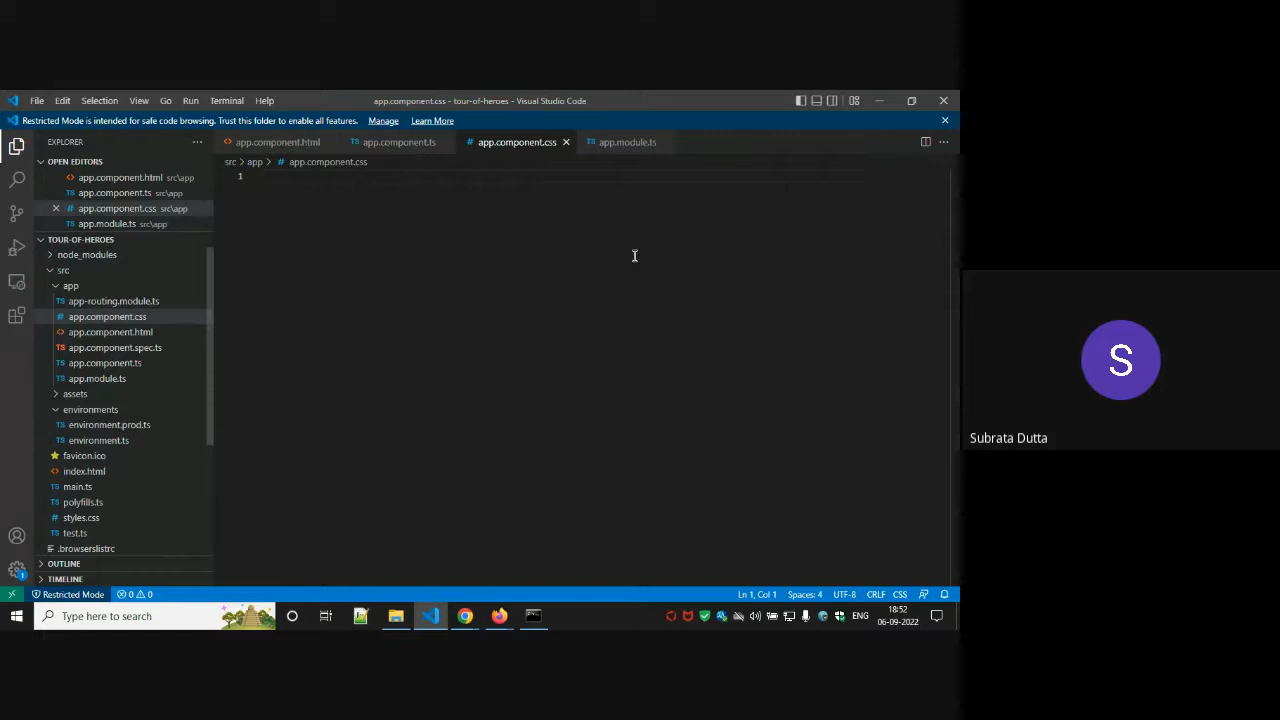 File Edit Selection View Go Run Terminal Help app.component.css - tour-of-heroes - Visual Studio Code
Restricted Mode is intended for safe code browsing. Trust this folder to enable all features. Manage Learn More
EXPLORER
app.component.html app.component.ts app.component.css app.module.ts
OPEN EDITORS
src > app > app.component.css
app.component.html src\app
app.component.ts src\app
app.component.css src\app
app.module.ts src\app
1
TOUR-OF-HEROES
node_modules
src
app
app-routing.module.ts
app.component.css
app.component.html
app.component.spec.ts
app.component.ts
app.module.ts
assets
environments
environment.prod.ts
environment.ts
favicon.ico
index.html
main.ts
polyfills.ts
styles.css
test.ts
.browserslistrc
OUTLINE
TIMELINE
Restricted Mode 0 0 Ln 1, Col 1 Spaces: 4 UTF-8 CRLF CSS
Type here to search
ENG
18:52
06-09-2022
S
Subrata Dutta